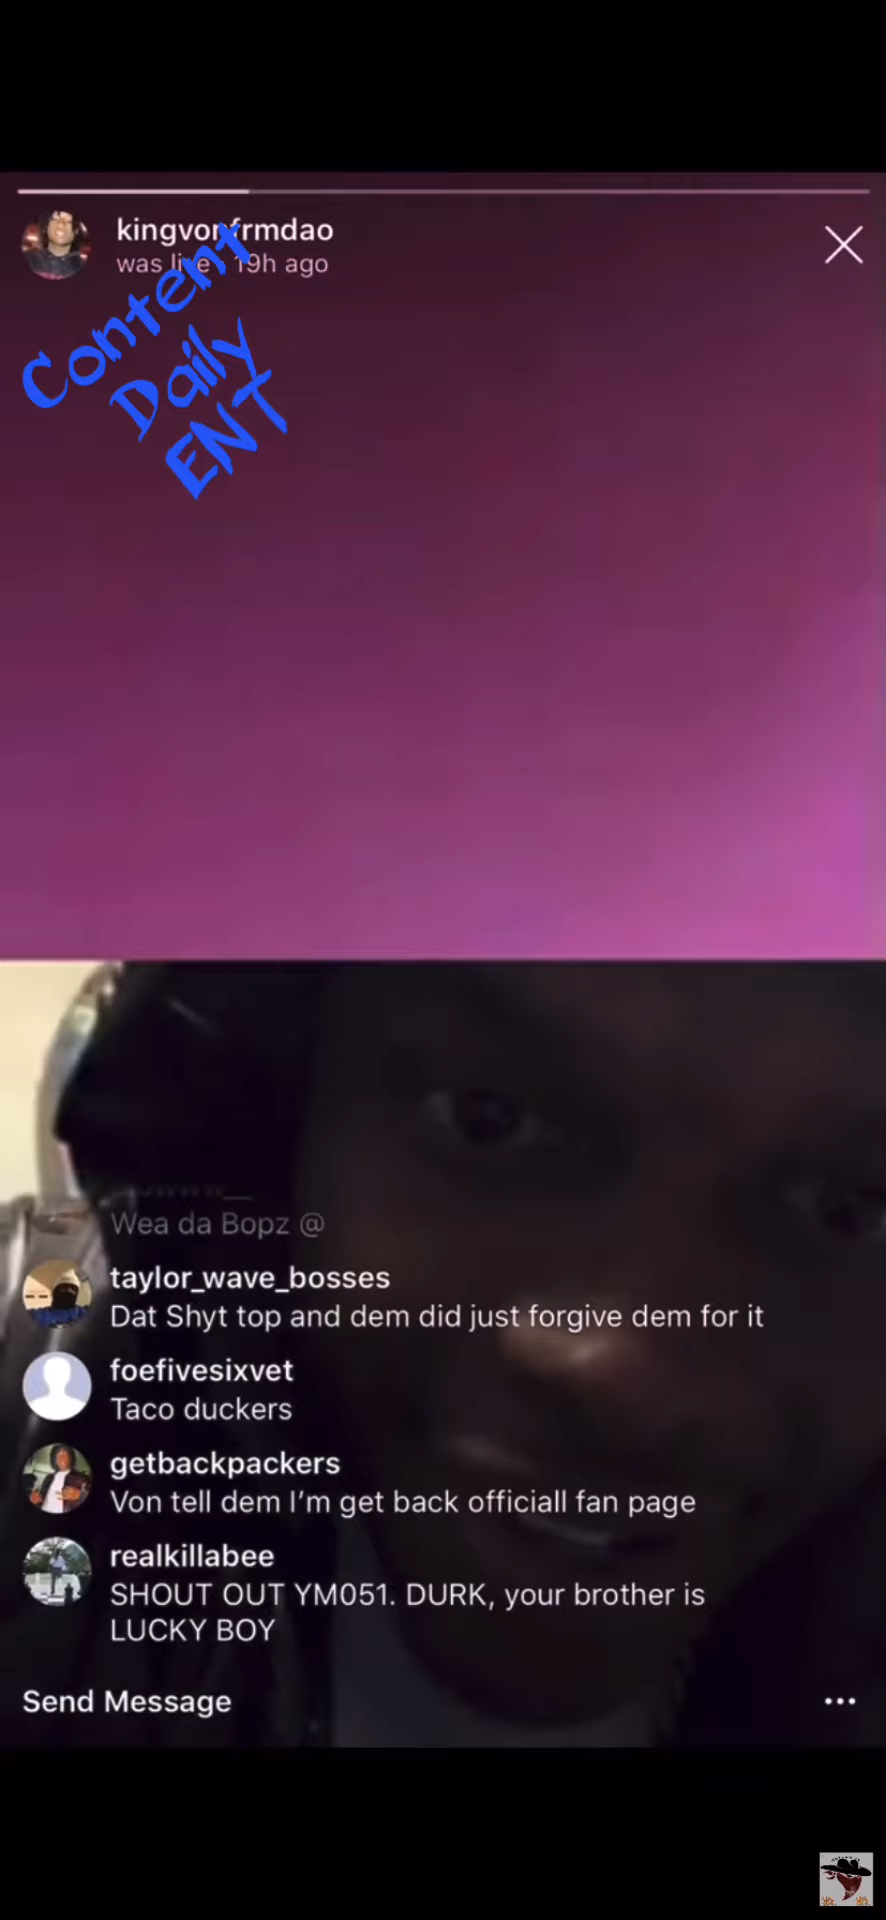 kingvonfrmdao
was live · 19h ago
Content
Daily
ENT
Wea da Bopz @
taylor_wave_bosses
Dat Shyt top and dem did just forgive dem for it
foefivesixvet
Taco duckers
getbackpackers
Von tell dem I’m get back officiall fan page
realkillabee
SHOUT OUT YM051. DURK, your brother is
LUCKY BOY
Send Message